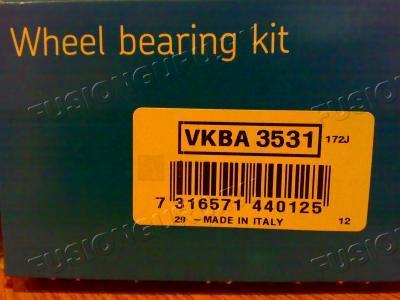 Wheel bearing kit
VKBA 3531 172J
7 316571 440125
29 - MADE IN ITALY 12